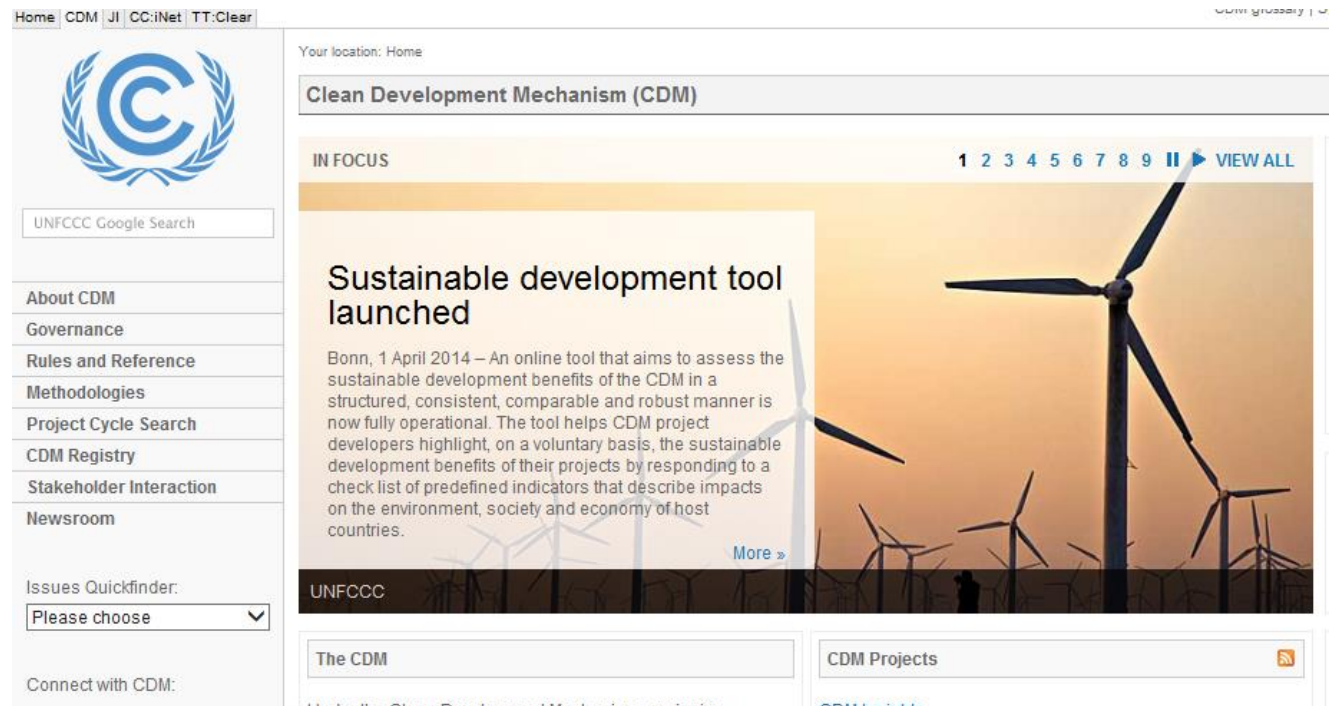 Home CDM JI CC:iNet TT:Clear
CDM glossary |
Your location: Home
Clean Development Mechanism (CDM)
IN FOCUS
1 2 3 4 5 6 7 8 9 VIEW ALL
UNFCCC Google Search
Sustainable development tool
launched
Bonn, 1 April 2014 – An online tool that aims to assess the
sustainable development benefits of the CDM in a
structured, consistent, comparable and robust manner is
now fully operational. The tool helps CDM project
developers highlight, on a voluntary basis, the sustainable
development benefits of their projects by responding to a
check list of predefined indicators that describe impacts
on the environment, society and economy of host
countries.
More »
UNFCCC
About CDM
Governance
Rules and Reference
Methodologies
Project Cycle Search
CDM Registry
Stakeholder Interaction
Newsroom
Issues Quickfinder:
Please choose
Connect with CDM:
The CDM
CDM Projects